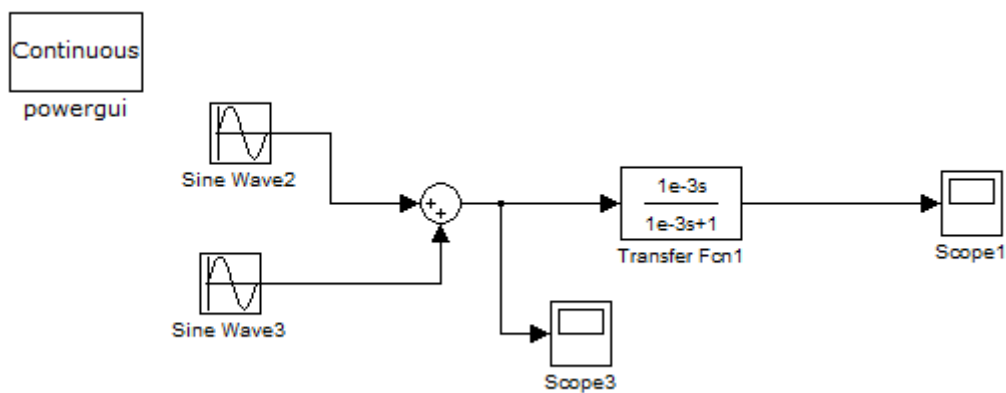 Continuous
powergui
Sine Wave2
Sine Wave3
+
+
1e-3s
1e-3s+1
Transfer Fcn1
Scope1
Scope3